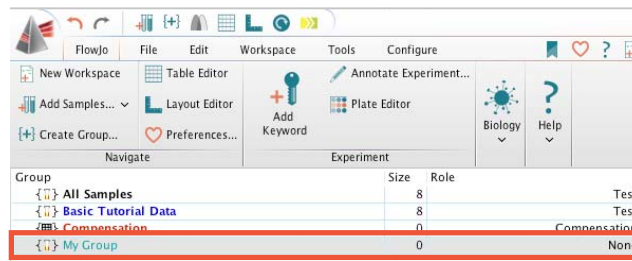 FlowJo File Edit Workspace Tools Configure
New Workspace Table Editor Annotate Experiment...
Add Samples... Layout Editor Add Keyword Plate Editor Biology Help
Create Group... Preferences...
Navigate Experiment
Group Size Role
All Samples 8 Tes
Basic Tutorial Data 8 Tes
Compensation 0 Compensation
My Group 0 None